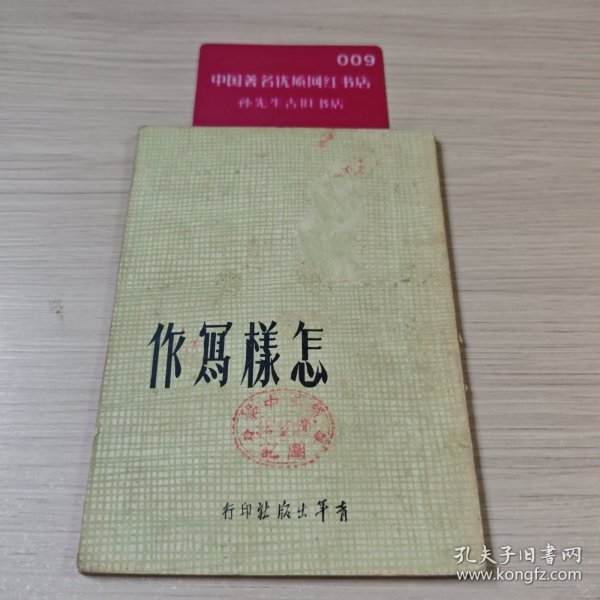 009
中国著名优质网红书店
孙先生古旧书店
怎樣寫作
青年出版社印行
孔夫子旧书网
www.kongfz.com